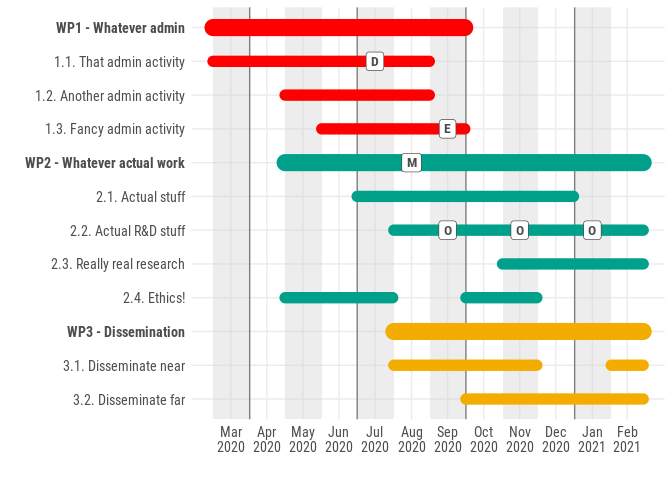 WP1 - Whatever admin
1.1. That admin activity
D
1.2. Another admin activity
1.3. Fancy admin activity
E
WP2 - Whatever actual work
M
2.1. Actual stuff
2.2. Actual R&D stuff
O O O
2.3. Really real research
2.4. Ethics!
WP3 - Dissemination
3.1. Disseminate near
3.2. Disseminate far
Mar Apr May Jun Jul Aug Sep Oct Nov Dec Jan Feb
2020 2020 2020 2020 2020 2020 2020 2020 2020 2020 2021 2021